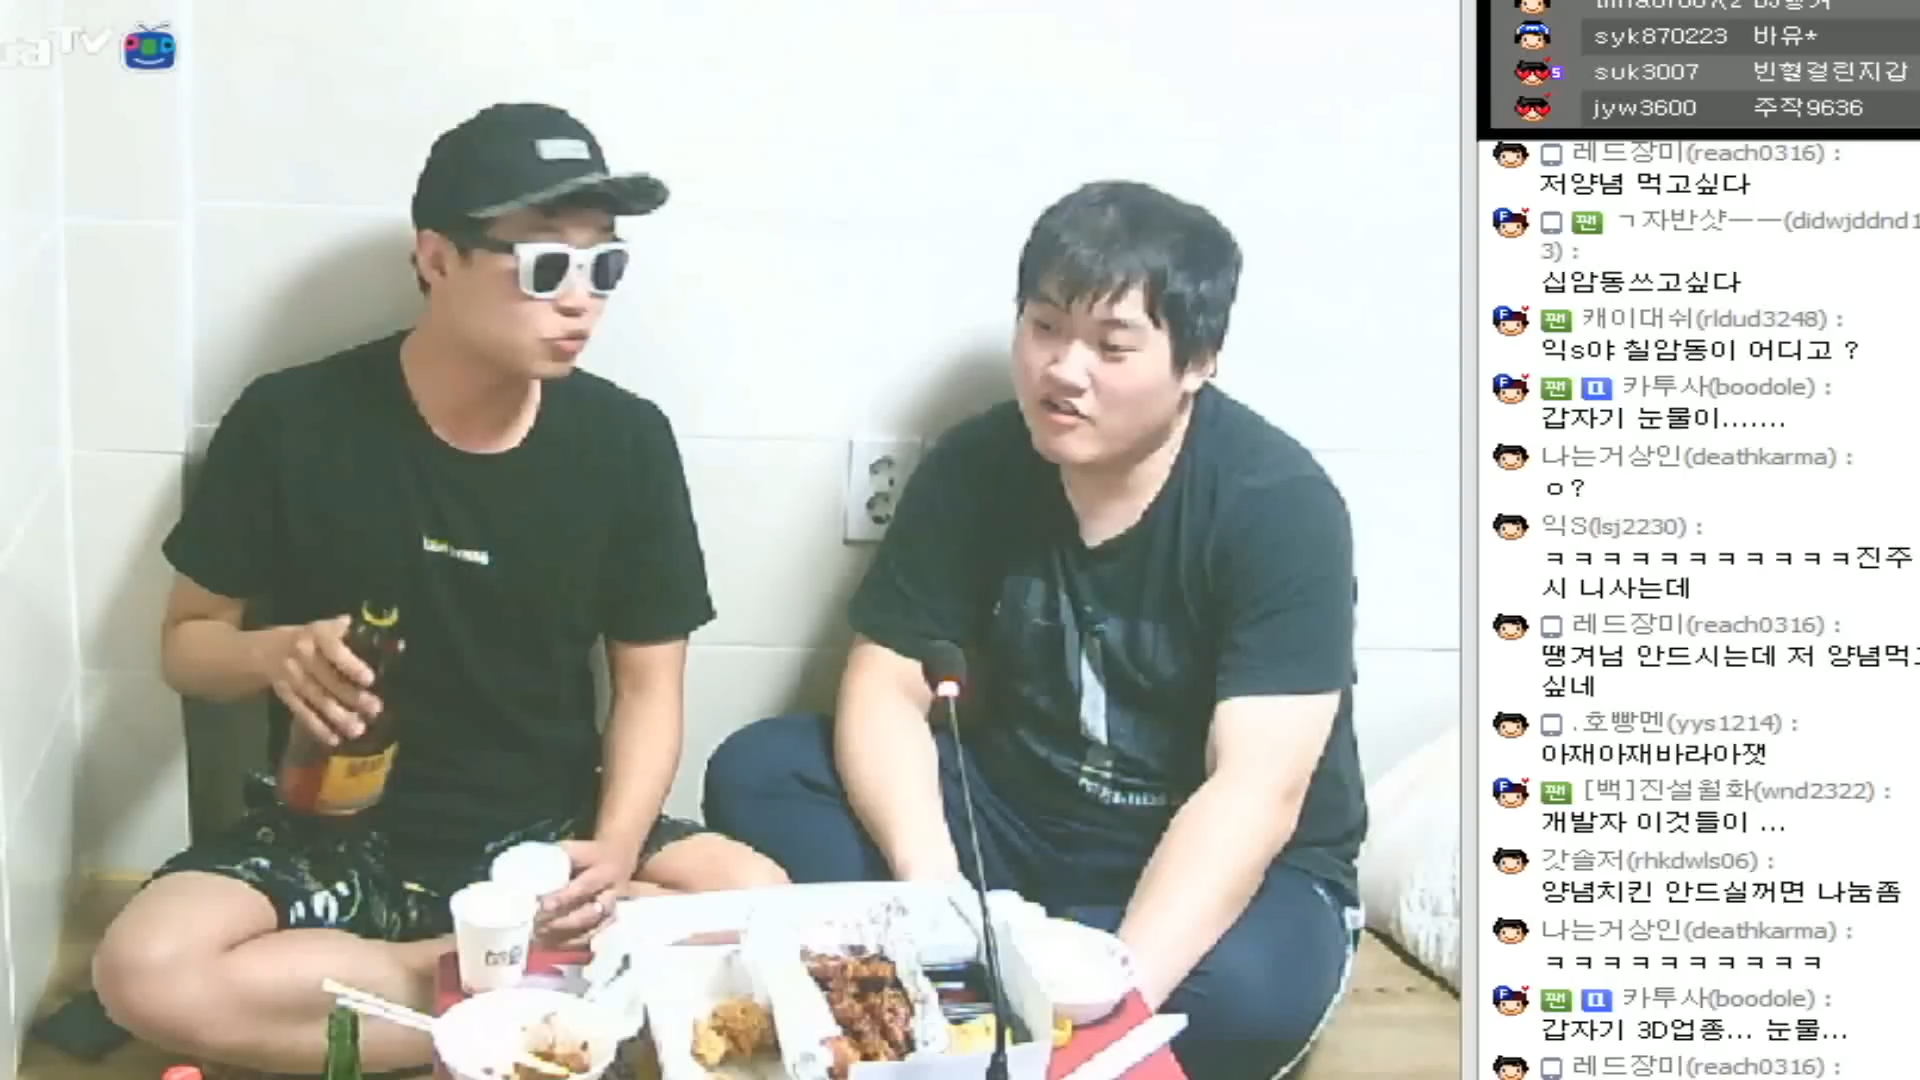 TV
syk870223 바유*
suk3007 빈혈걸린지갑
jyw3600 주작9636
레드장미(reach0316) :
저양념 먹고싶다
팬 ㄱ자반샷ㅡㅡ(didwjddnd1
3) :
십암동쓰고싶다
팬 캐이대쉬(rldud3248) :
익s야 칠암동이 어디고 ?
팬 카투사(boodole) :
갑자기 눈물이.......
나는거상인(deathkarma) :
ㅇ?
익S(lsj2230) :
ㅋㅋㅋㅋㅋㅋㅋㅋㅋㅋㅋ진주
시 니사는데
레드장미(reach0316) :
땡겨님 안드시는데 저 양념먹고
싶네
.호빵멘(yys1214) :
아재아재바라아잿
팬 [백]진설월화(wnd2322) :
개발자 이것들이 ...
갓솔저(rhkdwls06) :
양념치킨 안드실꺼면 나눔좀
나는거상인(deathkarma) :
ㅋㅋㅋㅋㅋㅋㅋㅋㅋㅋ
팬 카투사(boodole) :
갑자기 3D업종... 눈물...
레드장미(reach0316) :